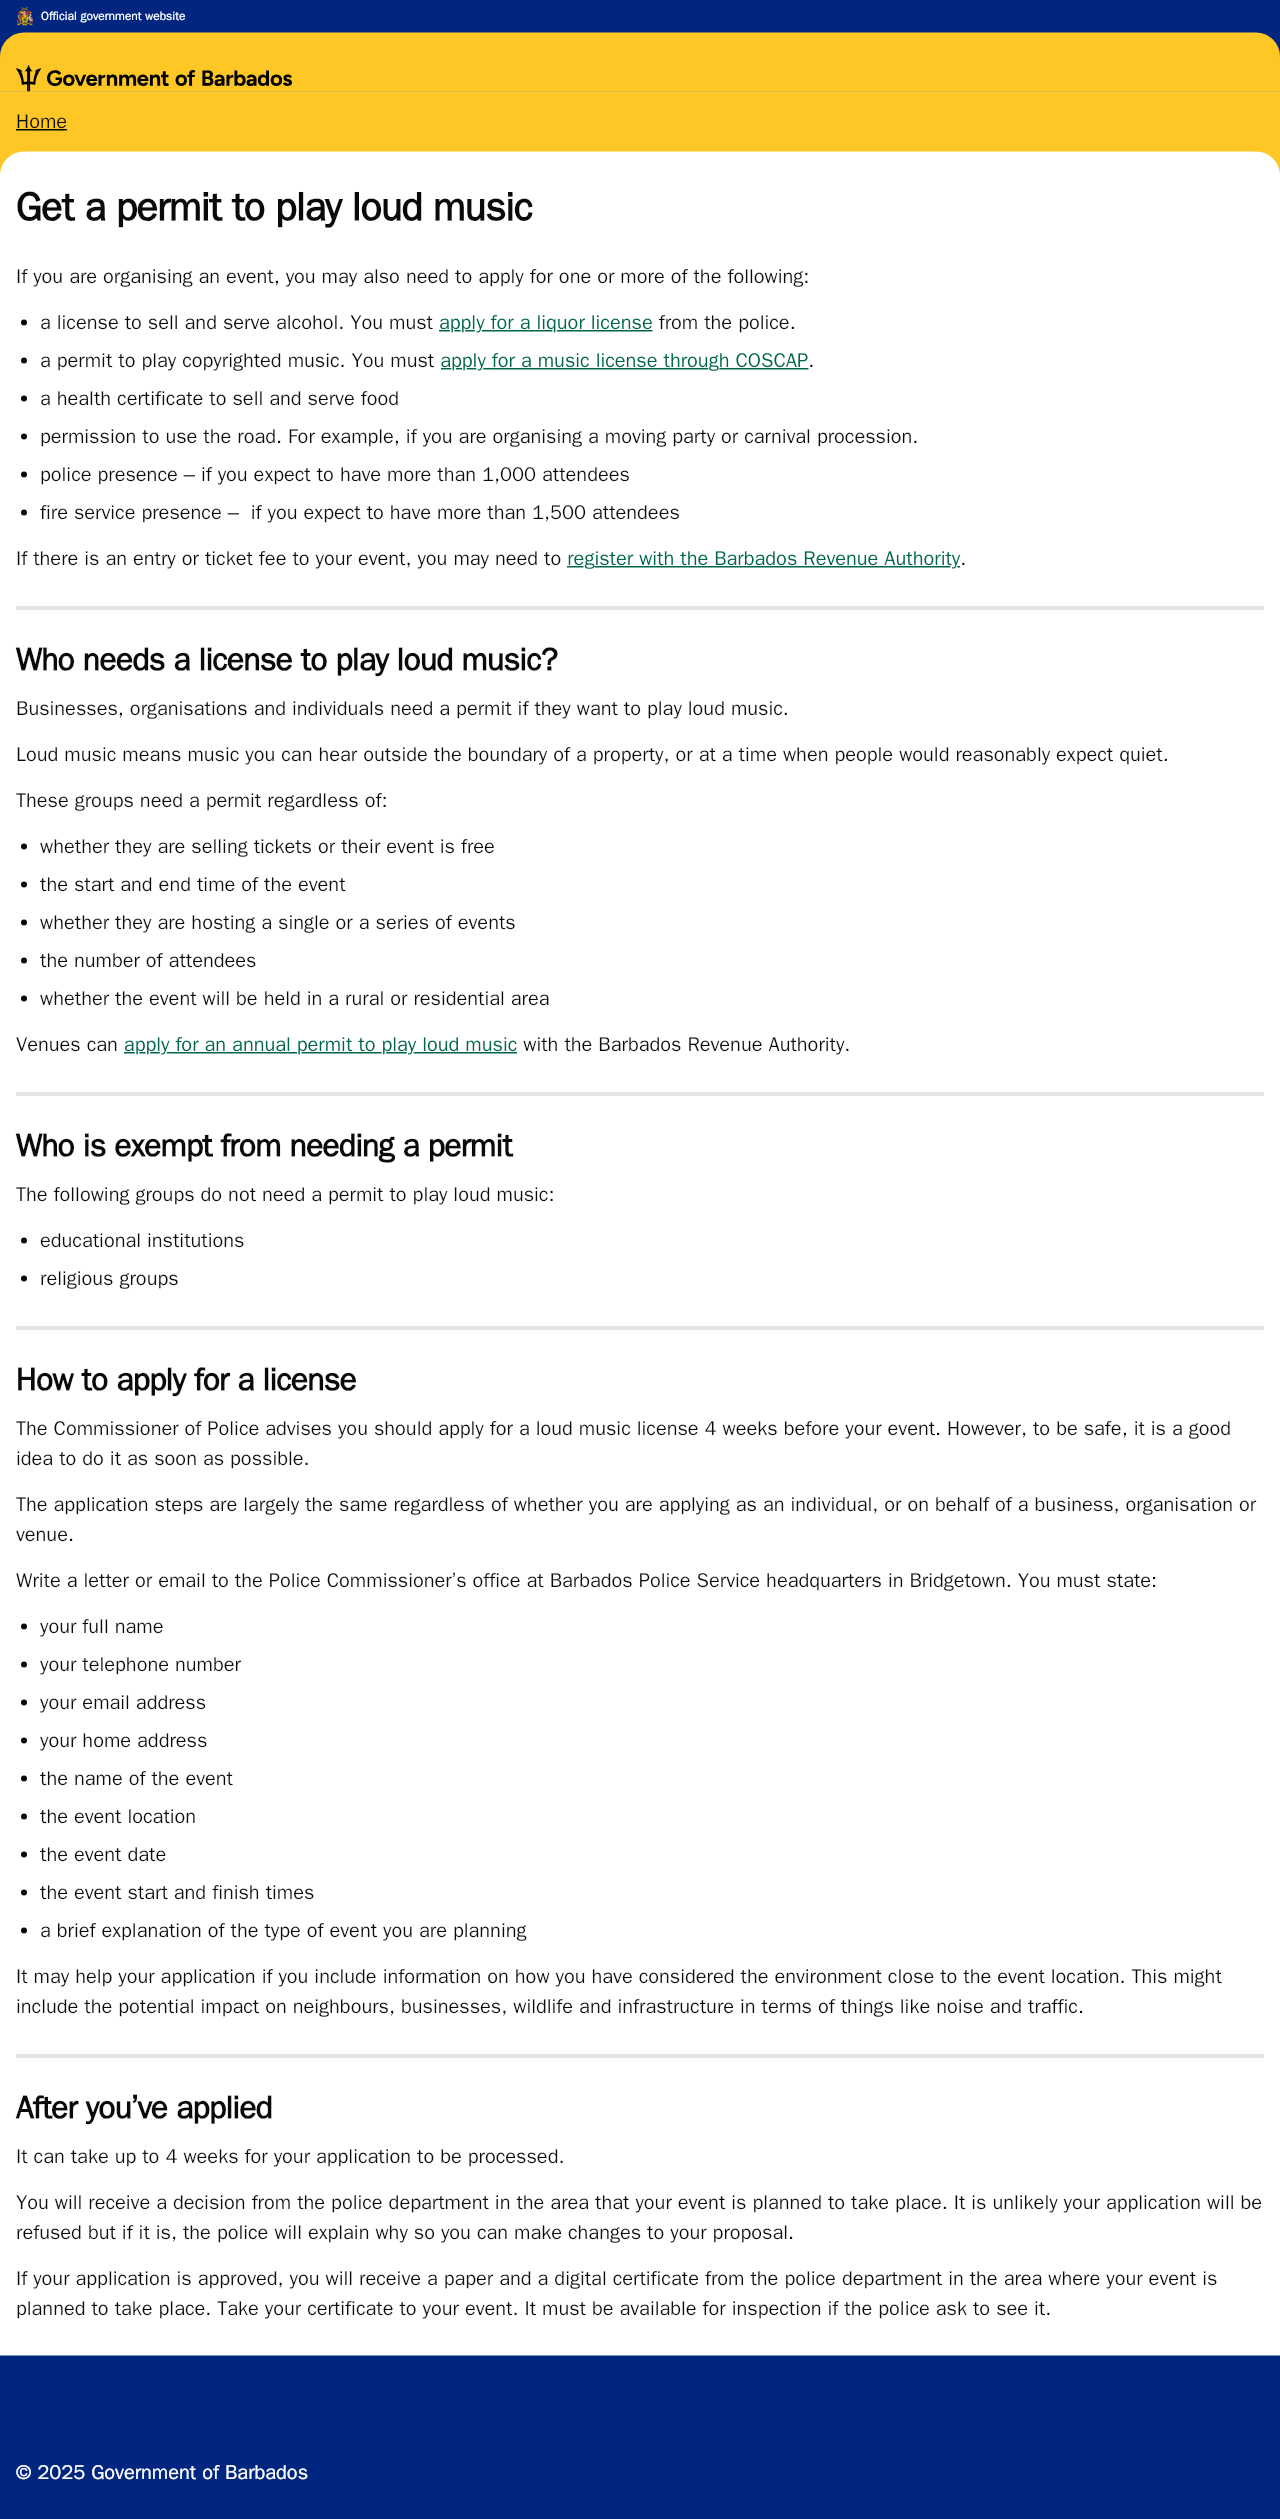 Official government website
Government of Barbados
Home
Get a permit to play loud music
If you are organising an event, you may also need to apply for one or more of the following:
• a license to sell and serve alcohol. You must apply for a liquor license from the police.
• a permit to play copyrighted music. You must apply for a music license through COSCAP.
• a health certificate to sell and serve food
• permission to use the road. For example, if you are organising a moving party or carnival procession.
• police presence – if you expect to have more than 1,000 attendees
• fire service presence –  if you expect to have more than 1,500 attendees
If there is an entry or ticket fee to your event, you may need to register with the Barbados Revenue Authority.
Who needs a license to play loud music?
Businesses, organisations and individuals need a permit if they want to play loud music.
Loud music means music you can hear outside the boundary of a property, or at a time when people would reasonably expect quiet.
These groups need a permit regardless of:
• whether they are selling tickets or their event is free
• the start and end time of the event
• whether they are hosting a single or a series of events
• the number of attendees
• whether the event will be held in a rural or residential area
Venues can apply for an annual permit to play loud music with the Barbados Revenue Authority.
Who is exempt from needing a permit
The following groups do not need a permit to play loud music:
• educational institutions
• religious groups
How to apply for a license
The Commissioner of Police advises you should apply for a loud music license 4 weeks before your event. However, to be safe, it is a good
idea to do it as soon as possible.
The application steps are largely the same regardless of whether you are applying as an individual, or on behalf of a business, organisation or
venue.
Write a letter or email to the Police Commissioner’s office at Barbados Police Service headquarters in Bridgetown. You must state:
• your full name
• your telephone number
• your email address
• your home address
• the name of the event
• the event location
• the event date
• the event start and finish times
• a brief explanation of the type of event you are planning
It may help your application if you include information on how you have considered the environment close to the event location. This might
include the potential impact on neighbours, businesses, wildlife and infrastructure in terms of things like noise and traffic.
After you’ve applied
It can take up to 4 weeks for your application to be processed.
You will receive a decision from the police department in the area that your event is planned to take place. It is unlikely your application will be
refused but if it is, the police will explain why so you can make changes to your proposal.
If your application is approved, you will receive a paper and a digital certificate from the police department in the area where your event is
planned to take place. Take your certificate to your event. It must be available for inspection if the police ask to see it.
© 2025 Government of Barbados